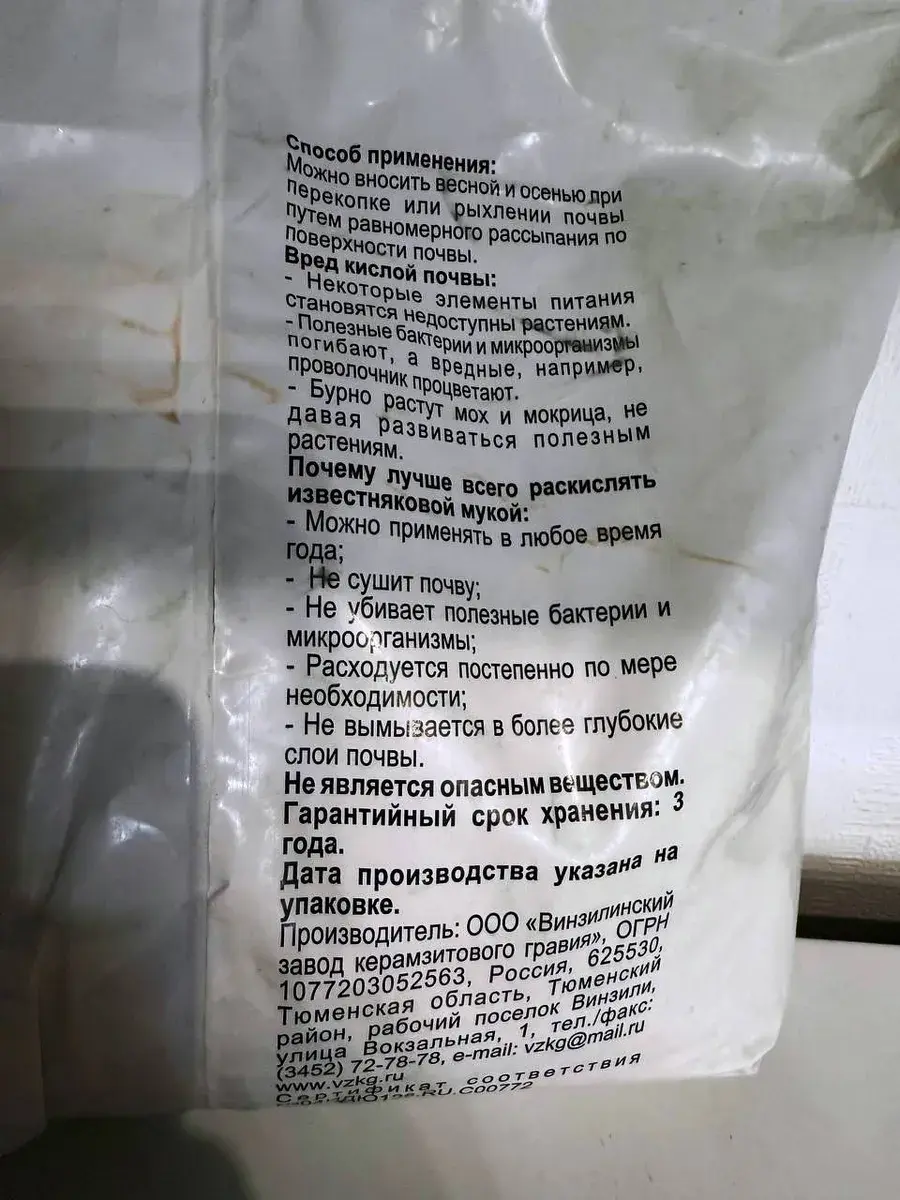 Способ применения:
Можно вносить весной и осенью при
перекопке или рыхлении почвы
путем равномерного рассыпания по
поверхности почвы.
Вред кислой почвы:
- Некоторые элементы питания
становятся недоступны растениям.
- Полезные бактерии и микроорганизмы
погибают, а вредные, например,
проволочник процветают.
- Бурно растут мох и мокрица, не
давая развиваться полезным
растениям.
Почему лучше всего раскислять
известняковой мукой:
- Можно применять в любое время
года;
- Не сушит почву;
- Не убивает полезные бактерии и
микроорганизмы;
- Расходуется постепенно по мере
необходимости;
- Не вымывается в более глубокие
слои почвы.
Не является опасным веществом.
Гарантийный срок хранения: 3
года.
Дата производства указана на
упаковке.
Производитель: ООО «Винзилинский
завод керамзитового гравия», ОГРН
1077203052563, Россия, 625530,
Тюменская область, Тюменский
район, рабочий поселок Винзили,
улица Вокзальная, 1, тел./факс:
(3452) 72-78-78, e-mail: vzkg@mail.ru
www.vzkg.ru
Сертификат соответствия